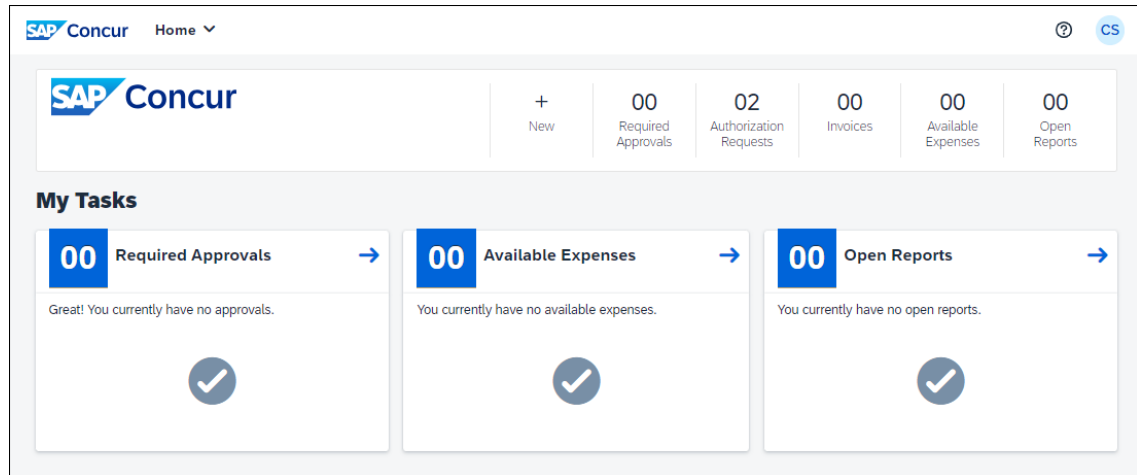 SAP Concur Home
CS
SAP Concur
+ 00 02 00 00 00
New Required Authorization Invoices Available Open
Approvals Requests Expenses Reports
My Tasks
00 Required Approvals
Great! You currently have no approvals.
00 Available Expenses
You currently have no available expenses.
00 Open Reports
You currently have no open reports.